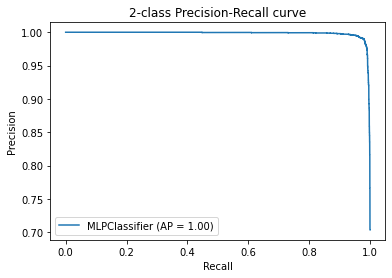 2-class Precision-Recall curve
1.00
0.95
0.90
0.85
0.80
0.75
0.70
Precision
MLPClassifier (AP = 1.00)
0.0 0.2 0.4 0.6 0.8 1.0
Recall